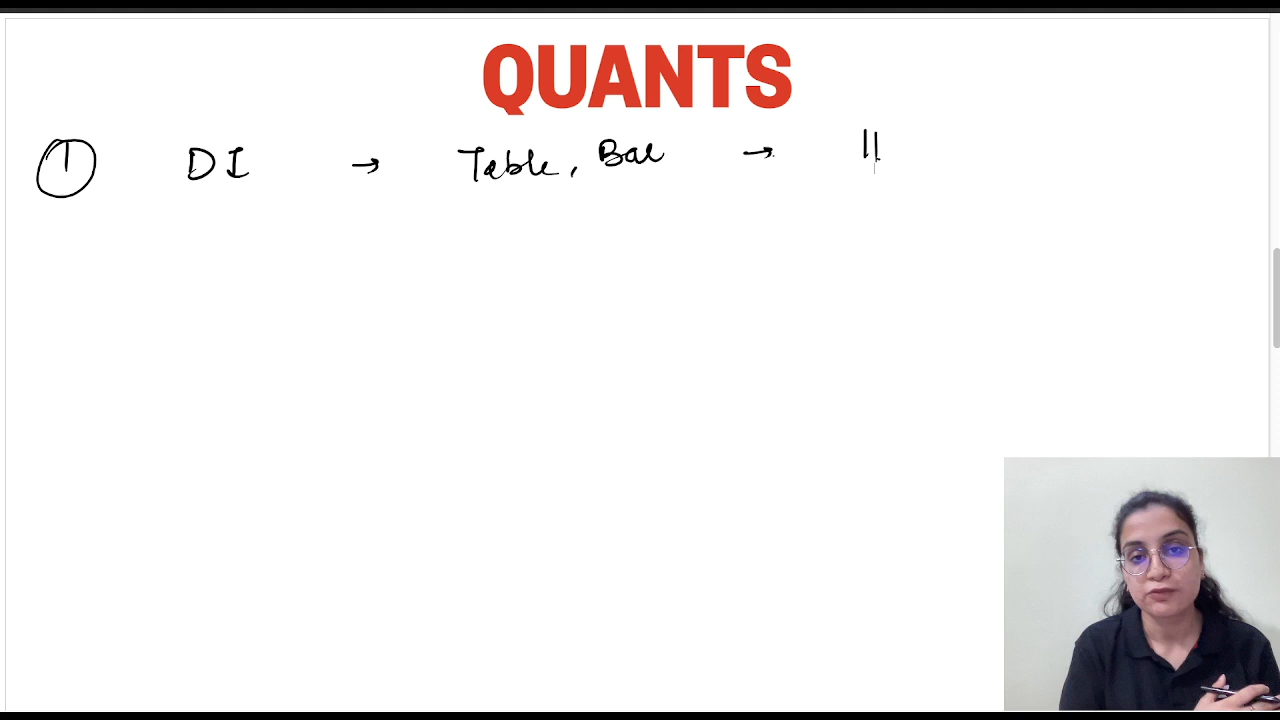 QUANTS
1 DI → Table, Bar → 11